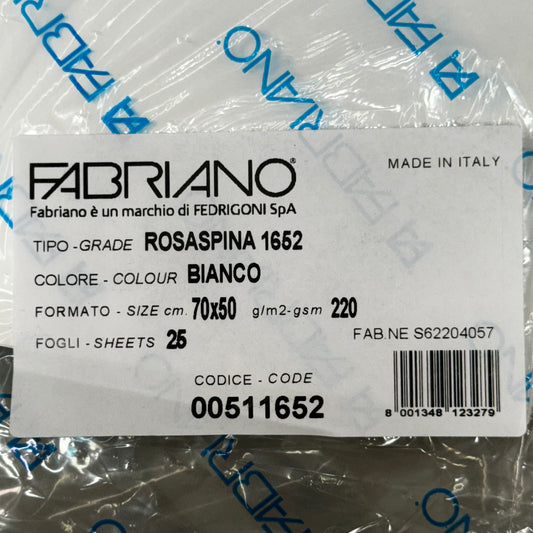 FABRIANO®
MADE IN ITALY
Fabriano è un marchio di FEDRIGONI SpA
TIPO - GRADE ROSASPINA 1652
COLORE - COLOUR BIANCO
FORMATO - SIZE cm. 70x50 g/m2-gsm 220
FOGLI - SHEETS 25
FAB.NE S62204057
CODICE - CODE
00511652
8 001348 123279